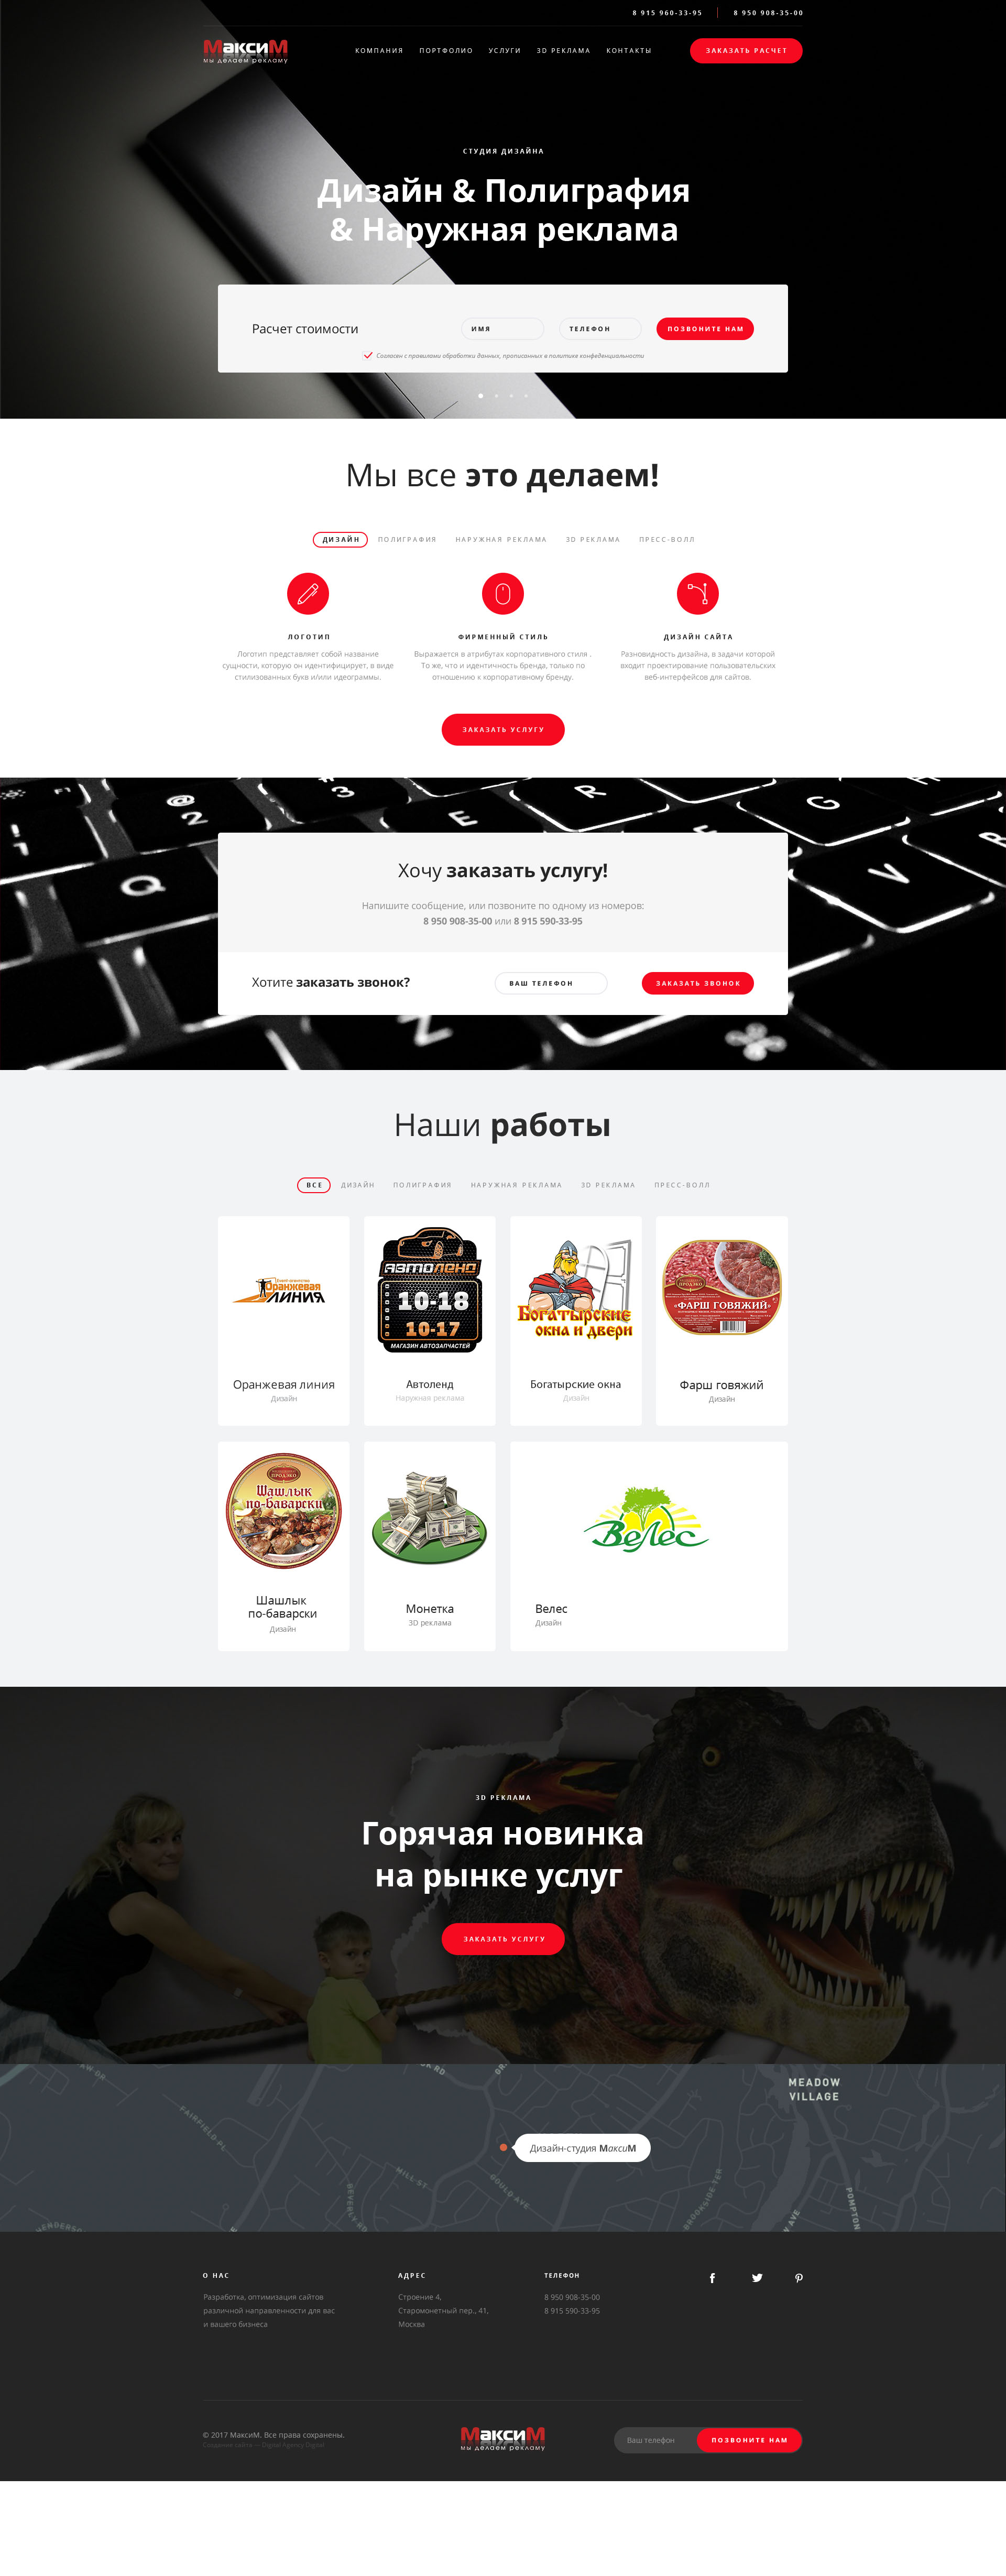 8 915 960-33-95
8 950 908-35-00
МаксиМ
мы делаем рекламу
КОМПАНИЯ
ПОРТФОЛИО
УСЛУГИ
3D РЕКЛАМА
КОНТАКТЫ
ЗАКАЗАТЬ РАСЧЕТ
СТУДИЯ ДИЗАЙНА
Дизайн & Полиграфия
& Наружная реклама
Расчет стоимости
ИМЯ
ТЕЛЕФОН
ПОЗВОНИТЕ НАМ
Согласен с правилами обработки данных, прописанных в политике конфеденциальности
Мы все это делаем!
ДИЗАЙН
ПОЛИГРАФИЯ
НАРУЖНАЯ РЕКЛАМА
3D РЕКЛАМА
ПРЕСС-ВОЛЛ
ЛОГОТИП
Логотип представляет собой название
сущности, которую он идентифицирует, в виде
стилизованных букв и/или идеограммы.
ФИРМЕННЫЙ СТИЛЬ
Выражается в атрибутах корпоративного стиля .
То же, что и идентичность бренда, только по
отношению к корпоративному бренду.
ДИЗАЙН САЙТА
Разновидность дизайна, в задачи которой
входит проектирование пользовательских
веб-интерфейсов для сайтов.
ЗАКАЗАТЬ УСЛУГУ
Хочу заказать услугу!
Напишите сообщение, или позвоните по одному из номеров:
8 950 908-35-00 или 8 915 590-33-95
Хотите заказать звонок?
ВАШ ТЕЛЕФОН
ЗАКАЗАТЬ ЗВОНОК
Наши работы
ВСЕ
ДИЗАЙН
ПОЛИГРАФИЯ
НАРУЖНАЯ РЕКЛАМА
3D РЕКЛАМА
ПРЕСС-ВОЛЛ
Оранжевая
ЛИНИЯ
Оранжевая линия
Дизайн
АВТОЛЕНД
10-18
10-17
МАГАЗИН АВТОЗАПЧАСТЕЙ
Автоленд
Наружная реклама
Богатырские
окна и двери
Богатырские окна
Дизайн
ПРОДЭКО
«ФАРШ ГОВЯЖИЙ»
Фарш говяжий
Дизайн
ПРОДЭКО
Шашлык
по-баварски
Шашлык
по-баварски
Дизайн
Монетка
3D реклама
Велес
Велес
Дизайн
3D РЕКЛАМА
Горячая новинка
на рынке услуг
ЗАКАЗАТЬ УСЛУГУ
MEADOW
VILLAGE
FAIRFIELD PL
MILL ST
GOULD AVE
BEVERLY RD
BROOKSIDE TER
POMPTON
Дизайн-студия МаксиМ
О НАС
Разработка, оптимизация сайтов
различной направленности для вас
и вашего бизнеса
АДРЕС
Строение 4,
Старомонетный пер., 41,
Москва
ТЕЛЕФОН
8 950 908-35-00
8 915 590-33-95
© 2017 МаксиМ. Все права сохранены.
МаксиМ
мы делаем рекламу
Ваш телефон
ПОЗВОНИТЕ НАМ